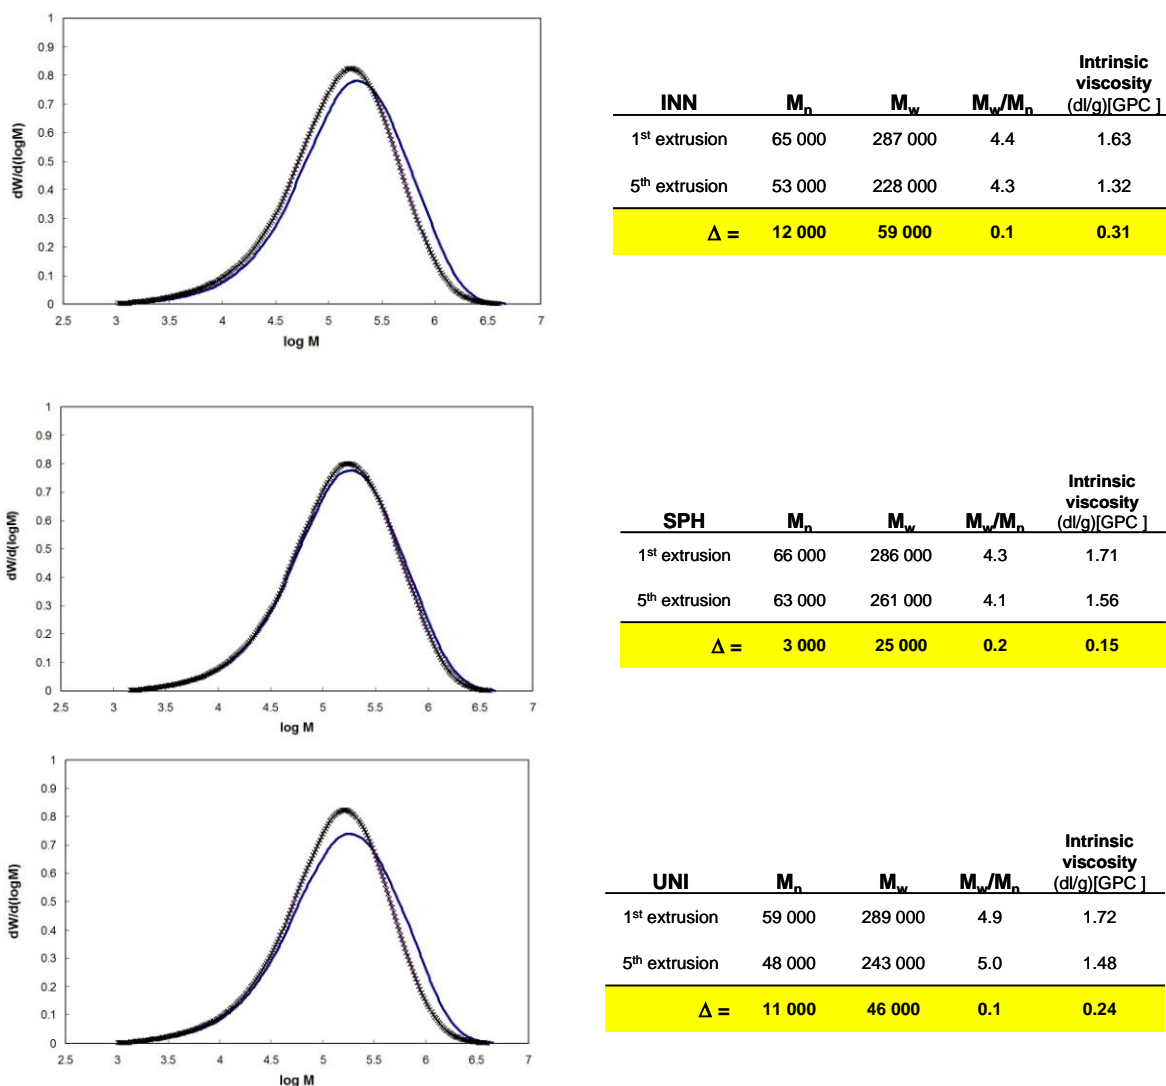 1
0.9
0.8
0.7
0.6
0.5
0.4
0.3
0.2
0.1
0
dW/d(logM)
2.5 3 3.5 4 4.5 5 5.5 6 6.5 7
log M
Intrinsic
viscosity
INN Mn Mw Mw/Mn (dl/g)[GPC ]
1st extrusion 65 000 287 000 4.4 1.63
5th extrusion 53 000 228 000 4.3 1.32
Δ = 12 000 59 000 0.1 0.31
1
0.9
0.8
0.7
0.6
0.5
0.4
0.3
0.2
0.1
0
dW/d(logM)
2.5 3 3.5 4 4.5 5 5.5 6 6.5 7
log M
Intrinsic
viscosity
SPH Mn Mw Mw/Mn (dl/g)[GPC ]
1st extrusion 66 000 286 000 4.3 1.71
5th extrusion 63 000 261 000 4.1 1.56
Δ = 3 000 25 000 0.2 0.15
1
0.9
0.8
0.7
0.6
0.5
0.4
0.3
0.2
0.1
0
dW/d(logM)
2.5 3 3.5 4 4.5 5 5.5 6 6.5 7
log M
Intrinsic
viscosity
UNI Mn Mw Mw/Mn (dl/g)[GPC ]
1st extrusion 59 000 289 000 4.9 1.72
5th extrusion 48 000 243 000 5.0 1.48
Δ = 11 000 46 000 0.1 0.24